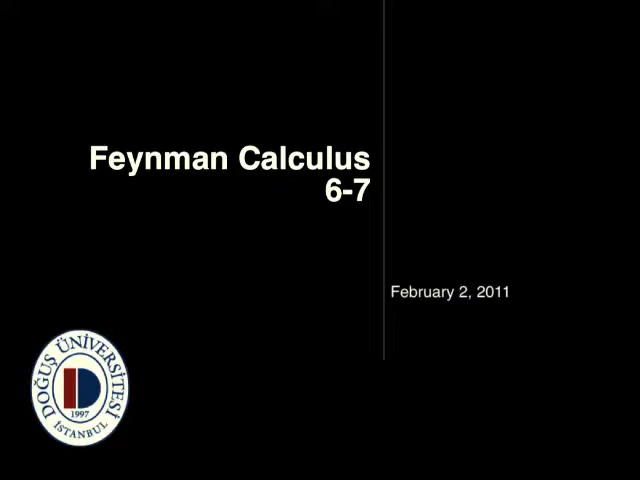 Feynman Calculus
6-7
February 2, 2011
DOĞUŞ ÜNİVERSİTESİ
1997
İSTANBUL